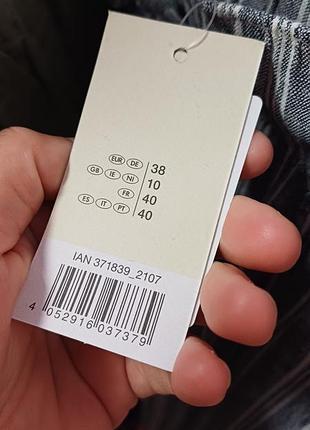 EUR DE 38
GB IE NI 10
FR 40
ES IT PT 40
IAN 371839_2107
4 052916 037379